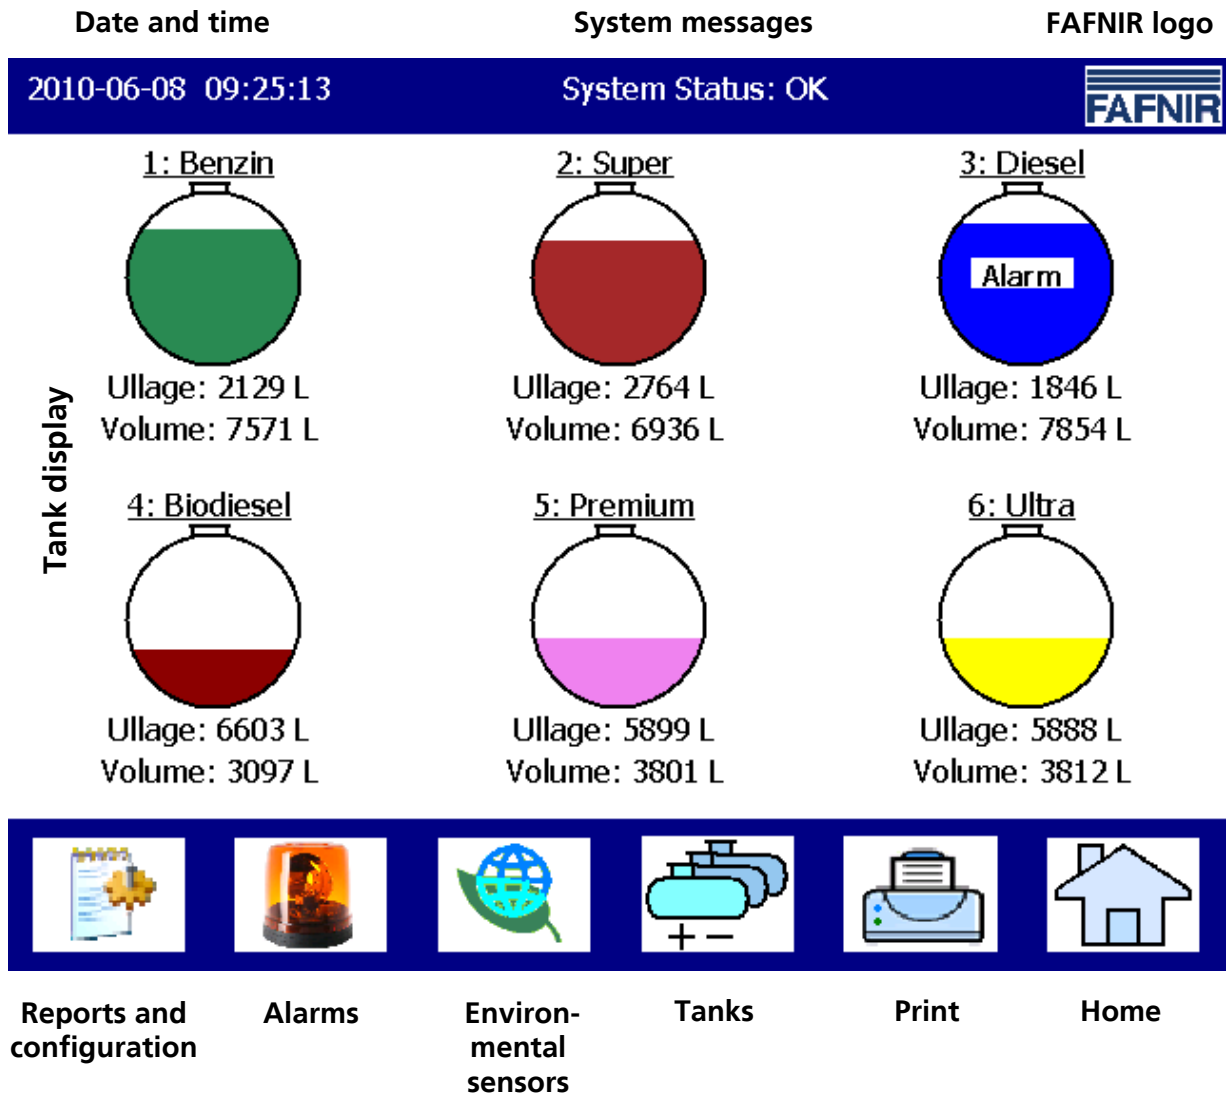 Date and time System messages FAFNIR logo
2010-06-08 09:25:13 System Status: OK FAFNIR
1: Benzin 2: Super 3: Diesel
Alarm
Ullage: 2129 L Ullage: 2764 L Ullage: 1846 L
Volume: 7571 L Volume: 6936 L Volume: 7854 L
Tank display
4: Biodiesel 5: Premium 6: Ultra
Ullage: 6603 L Ullage: 5899 L Ullage: 5888 L
Volume: 3097 L Volume: 3801 L Volume: 3812 L
Reports and Alarms Environ- Tanks Print Home
configuration mental
sensors